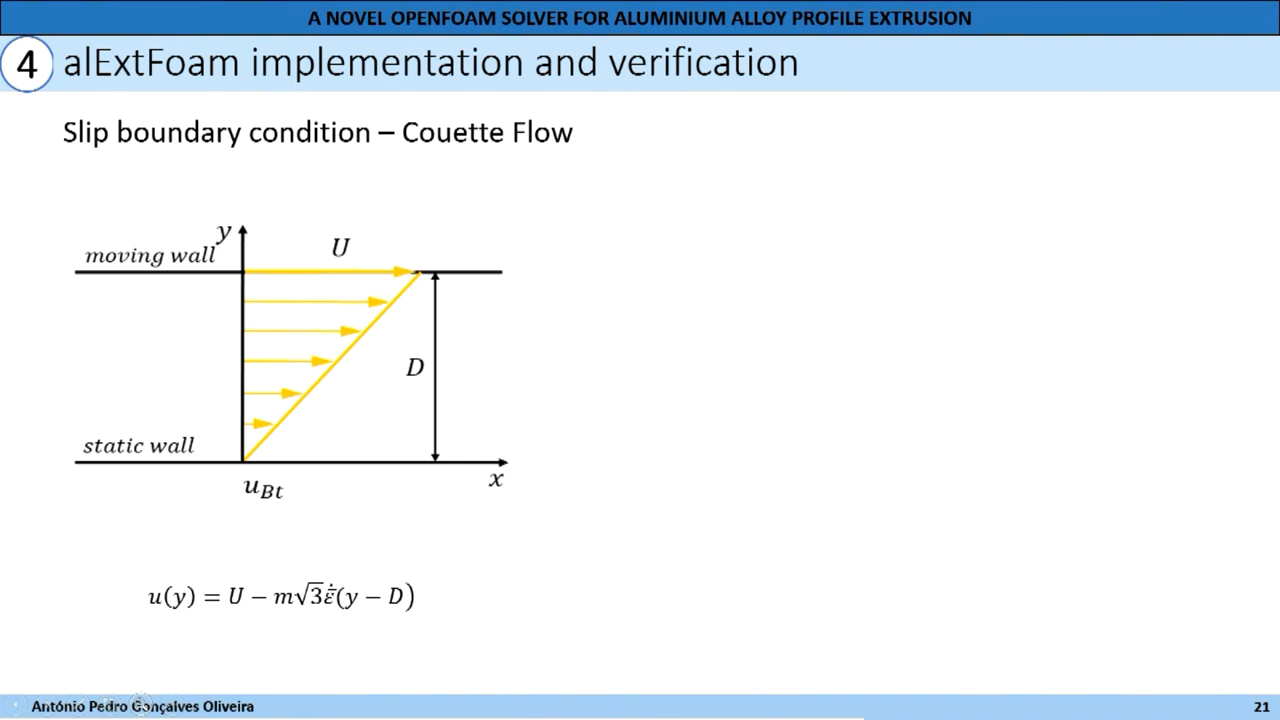 A NOVEL OPENFOAM SOLVER FOR ALUMINIUM ALLOY PROFILE EXTRUSION
4 alExtFoam implementation and verification
Slip boundary condition – Couette Flow
y
moving wall
U
D
static wall
x
u_Bt
u(y) = U − m√3ε̄̇(y − D)
António Pedro Gonçalves Oliveira
21